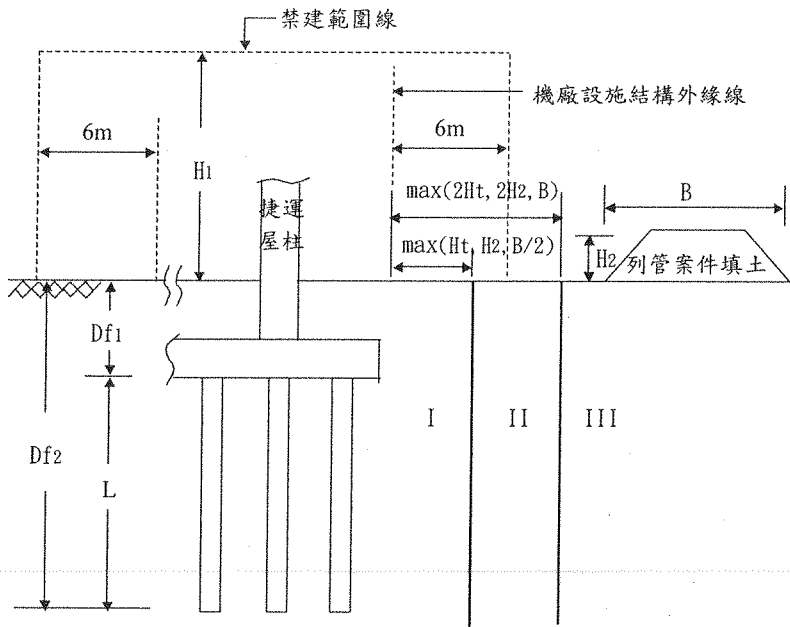 禁建範圍線
機廠設施結構外緣線
6m
6m
H1
max(2Ht, 2H2, B)
B
捷運
屋柱
max(Ht, H2, B/2)
H2
列管案件填土
Df1
I
II
III
Df2
L